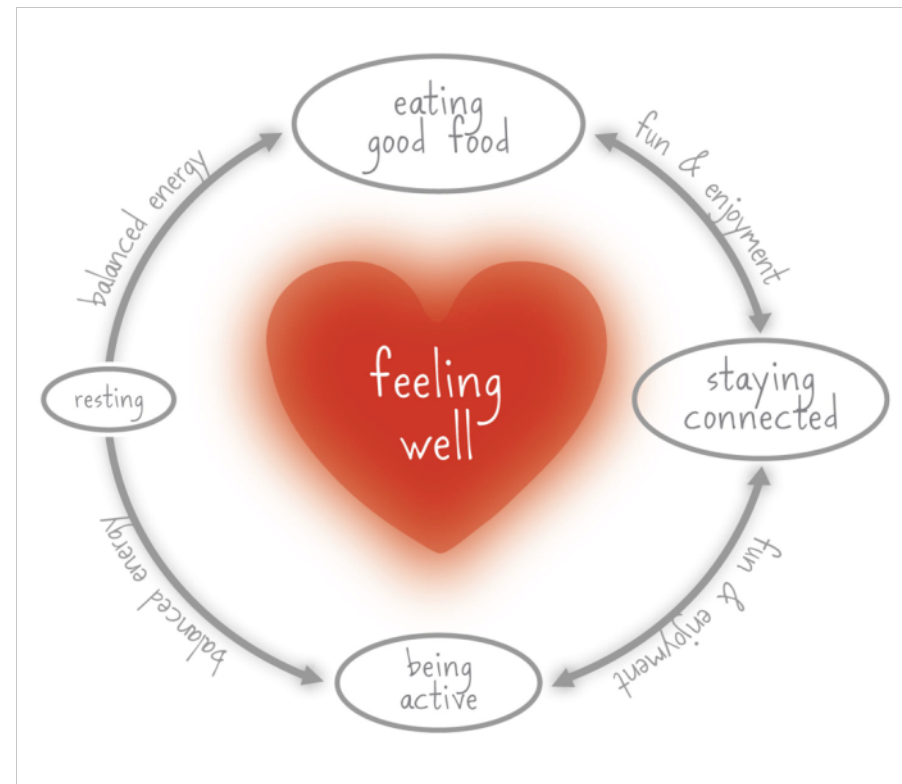 eating
good food
fun & enjoyment
balanced energy
feeling
well
resting
staying
connected
balanced energy
fun & enjoyment
being
active